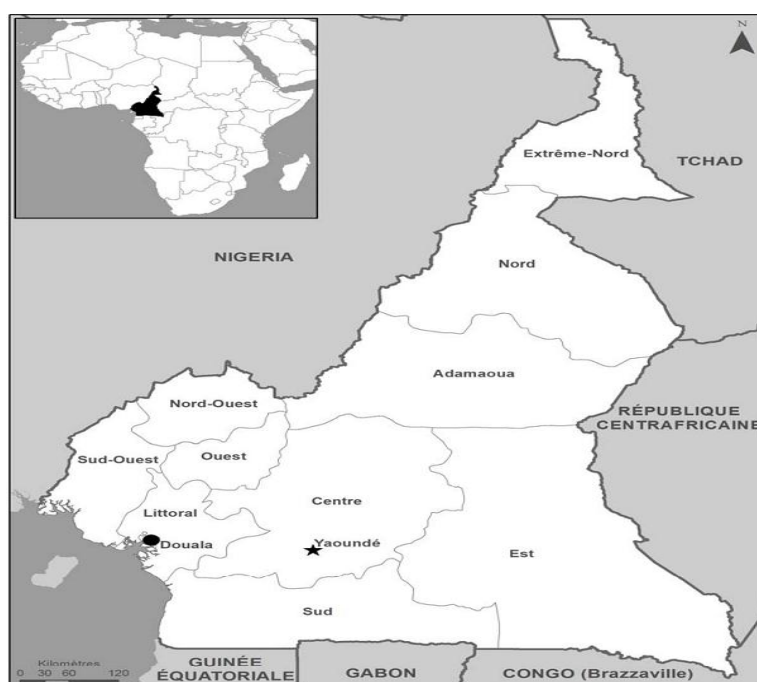 N
Extrême-Nord
TCHAD
NIGERIA
Nord
Adamaoua
Nord-Ouest
RÉPUBLIQUE
CENTRAFRICAINE
Sud-Ouest
Ouest
Littoral
Centre
Douala
Yaoundé
Est
Sud
Kilomètres
0 30 60 120
GUINÉE
ÉQUATORIALE
GABON
CONGO (Brazzaville)